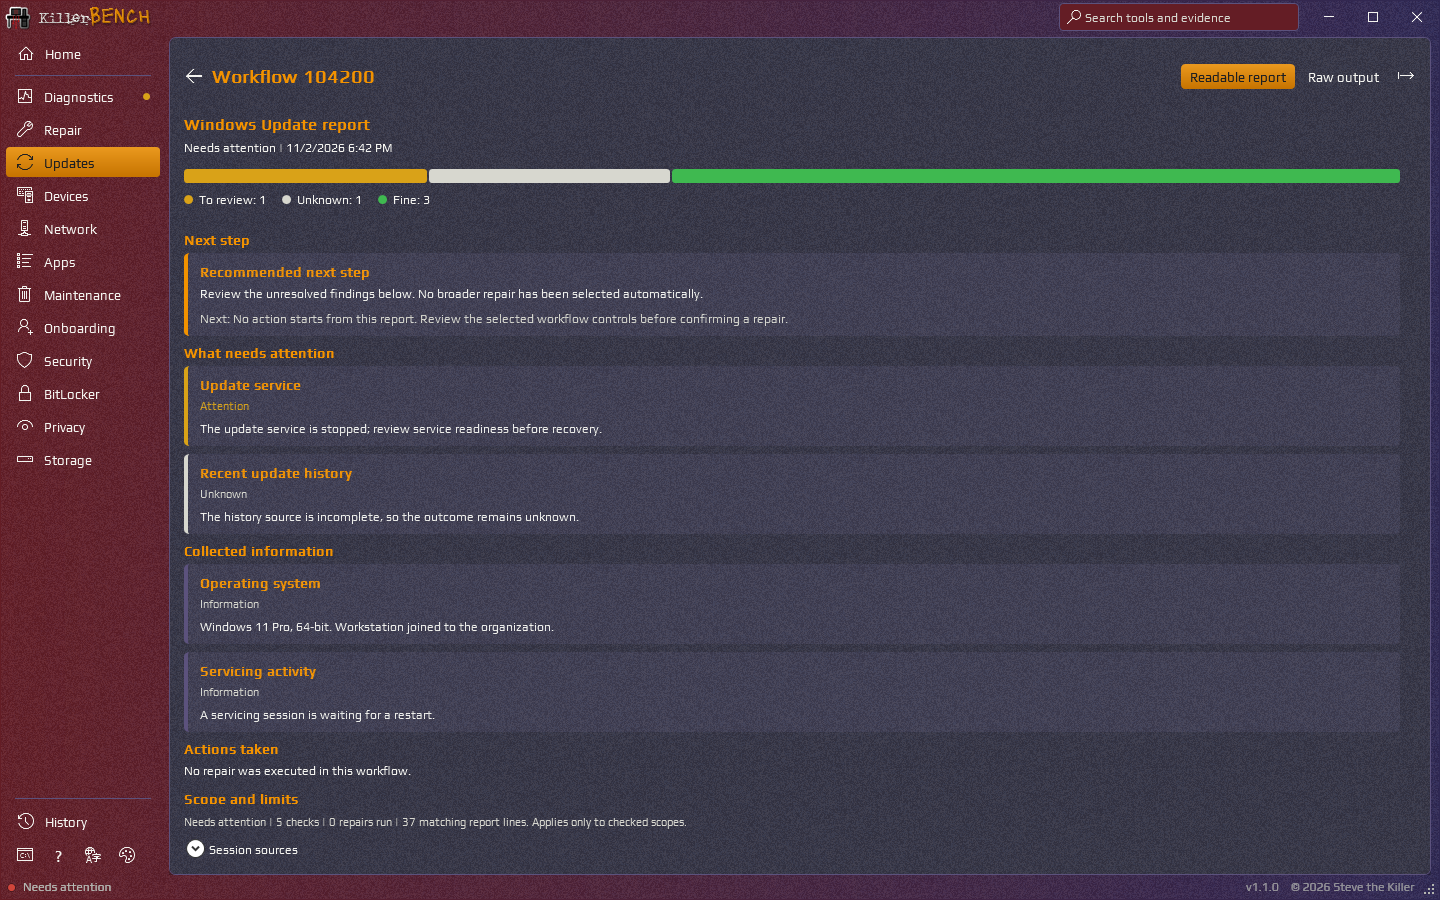 KillerBENCH
Search tools and evidence
Home
Diagnostics
Repair
Updates
Devices
Network
Apps
Maintenance
Onboarding
Security
BitLocker
Privacy
Storage
History
C:\
?
Needs attention
Workflow 104200
Readable report
Raw output
Windows Update report
Needs attention | 11/2/2026 6:42 PM
To review: 1
Unknown: 1
Fine: 3
Next step
Recommended next step
Review the unresolved findings below. No broader repair has been selected automatically.
Next: No action starts from this report. Review the selected workflow controls before confirming a repair.
What needs attention
Update service
Attention
The update service is stopped; review service readiness before recovery.
Recent update history
Unknown
The history source is incomplete, so the outcome remains unknown.
Collected information
Operating system
Information
Windows 11 Pro, 64-bit. Workstation joined to the organization.
Servicing activity
Information
A servicing session is waiting for a restart.
Actions taken
No repair was executed in this workflow.
Scope and limits
Needs attention | 5 checks | 0 repairs run | 37 matching report lines. Applies only to checked scopes.
Session sources
v1.1.0
© 2026 Steve the Killer